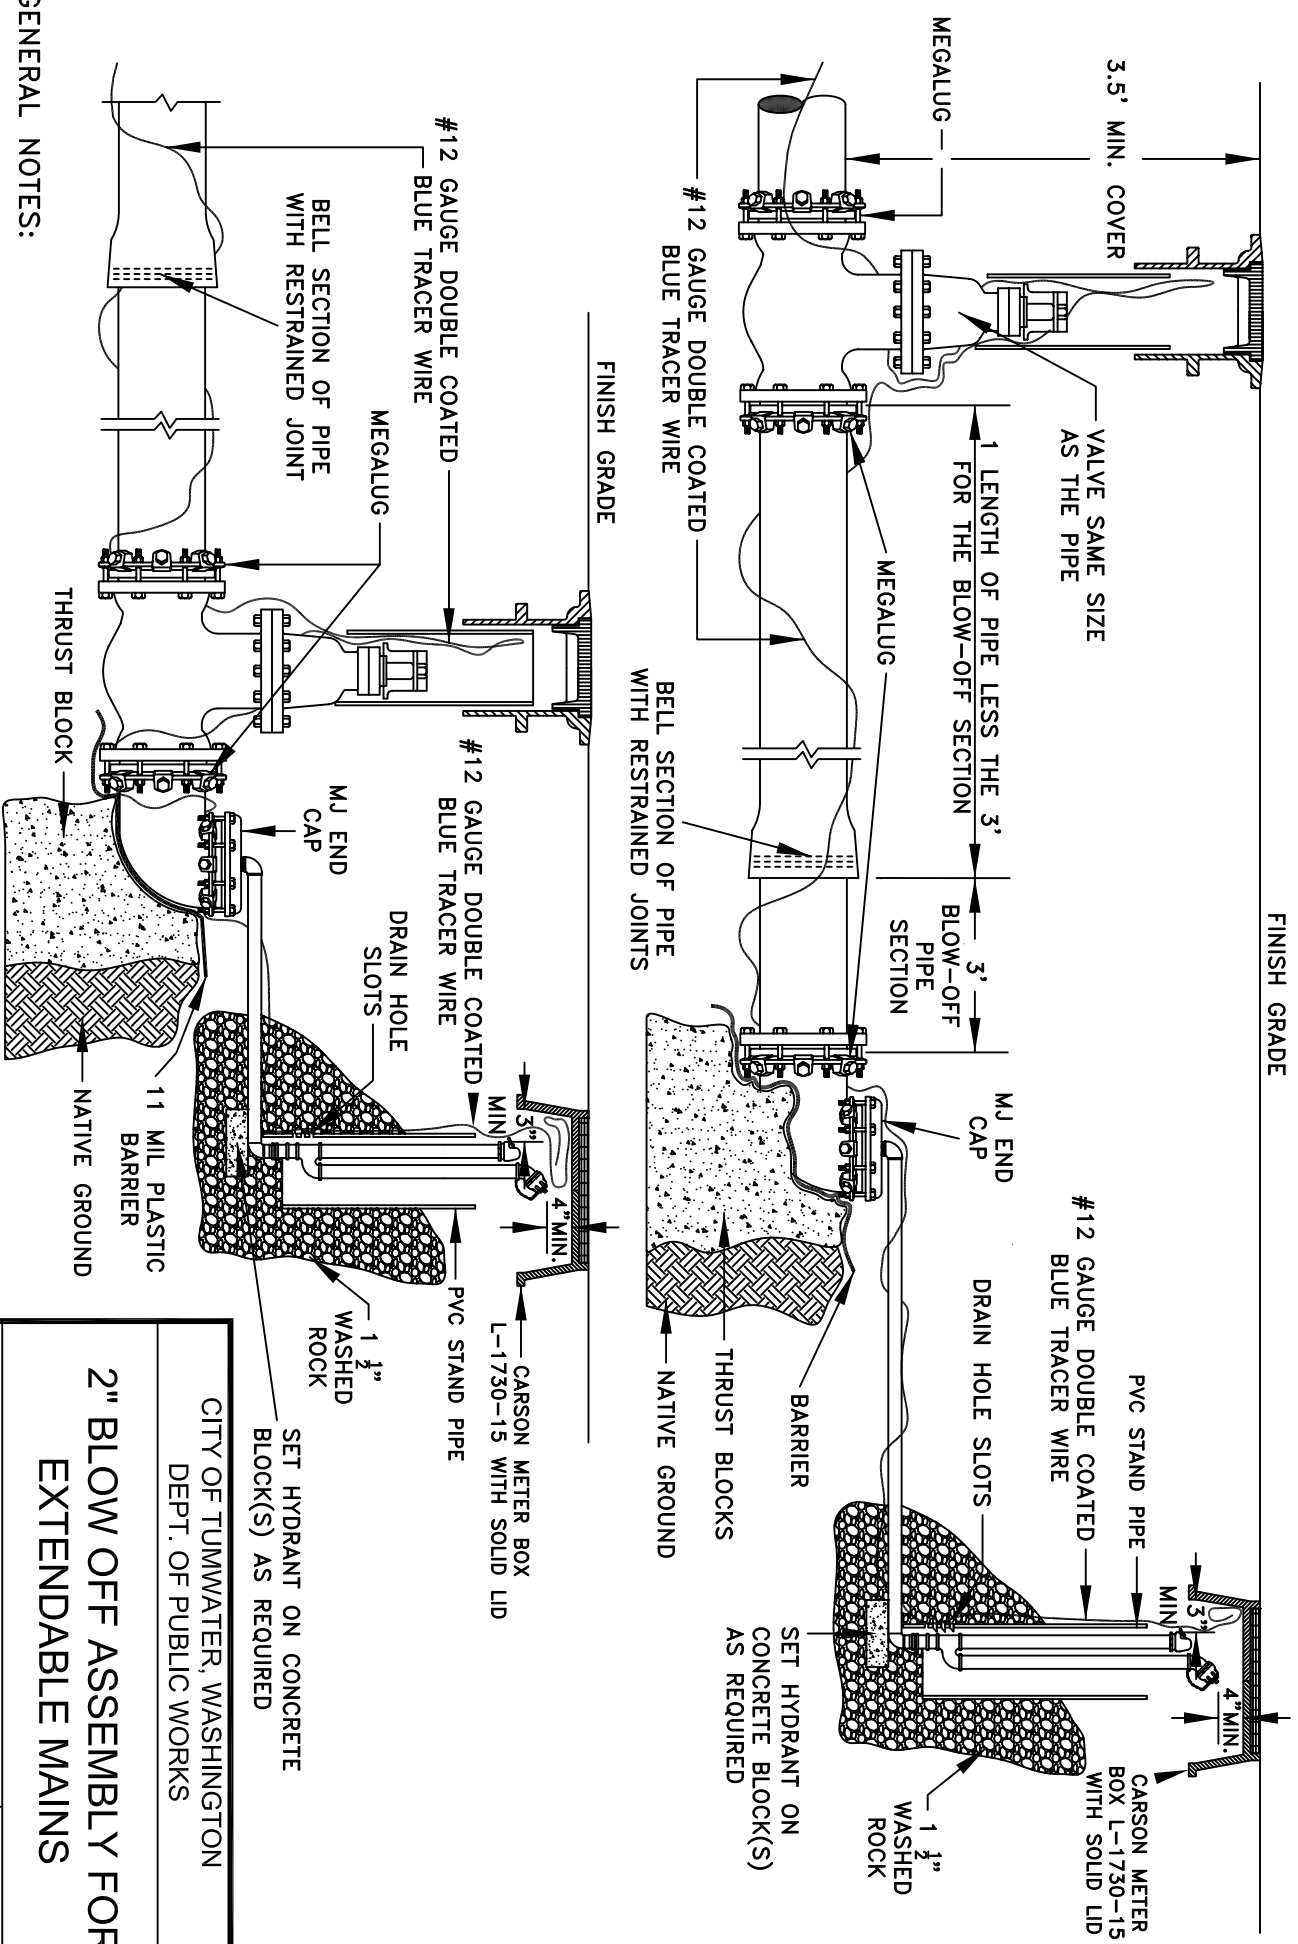 FINISH GRADE
3.5' MIN. COVER
MEGALUG
#12 GAUGE DOUBLE COATED
BLUE TRACER WIRE
VALVE SAME SIZE
AS THE PIPE
1 LENGTH OF PIPE LESS THE 3'
FOR THE BLOW-OFF SECTION
MEGALUG
3'
BLOW-OFF
PIPE
SECTION
BELL SECTION OF PIPE
WITH RESTRAINED JOINTS
MJ END
CAP
#12 GAUGE DOUBLE COATED
BLUE TRACER WIRE
PVC STAND PIPE
DRAIN HOLE SLOTS
3"
MIN
4"MIN.
CARSON METER
BOX L-1730-15
WITH SOLID LID
1 1/2"
WASHED
ROCK
SET HYDRANT ON
CONCRETE BLOCK(S)
AS REQUIRED
BARRIER
THRUST BLOCKS
NATIVE GROUND
FINISH GRADE
#12 GAUGE DOUBLE COATED
BLUE TRACER WIRE
BELL SECTION OF PIPE
WITH RESTRAINED JOINT
MEGALUG
THRUST BLOCK
MJ END
CAP
#12 GAUGE DOUBLE COATED
BLUE TRACER WIRE
DRAIN HOLE
SLOTS
3"
MIN
4"MIN.
CARSON METER BOX
L-1730-15 WITH SOLID LID
PVC STAND PIPE
1 1/2"
WASHED
ROCK
SET HYDRANT ON CONCRETE
BLOCK(S) AS REQUIRED
11 MIL PLASTIC
BARRIER
NATIVE GROUND
GENERAL NOTES:
CITY OF TUMWATER, WASHINGTON
DEPT. OF PUBLIC WORKS
2" BLOW OFF ASSEMBLY FOR
EXTENDABLE MAINS